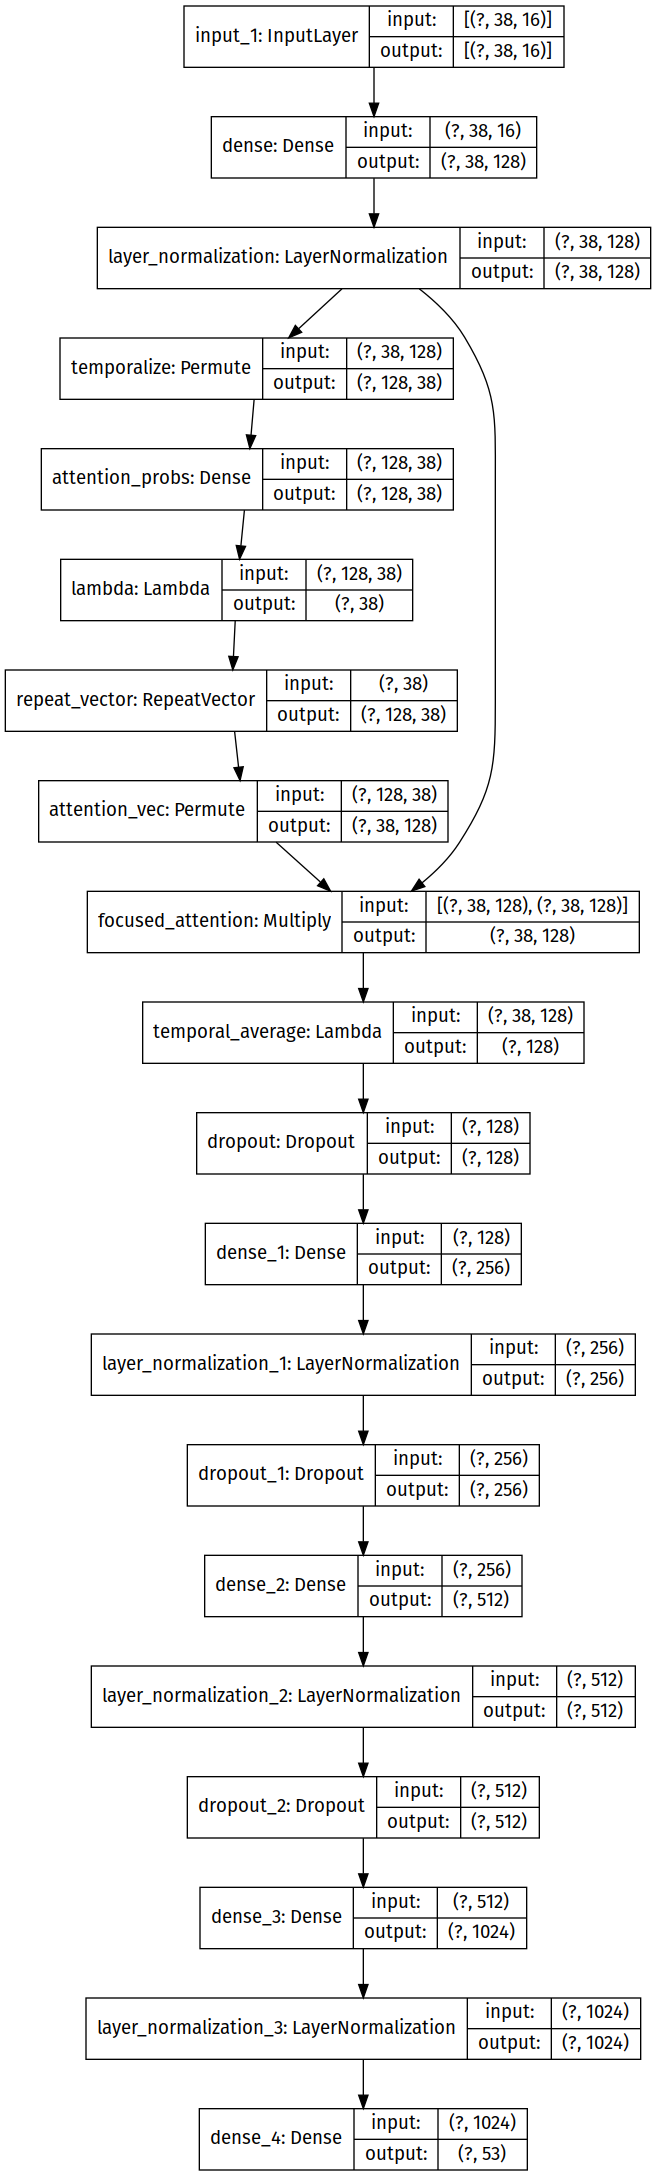 input_1: InputLayer
input: [(?, 38, 16)]
output: [(?, 38, 16)]
dense: Dense
input: (?, 38, 16)
output: (?, 38, 128)
layer_normalization: LayerNormalization
input: (?, 38, 128)
output: (?, 38, 128)
temporalize: Permute
input: (?, 38, 128)
output: (?, 128, 38)
attention_probs: Dense
input: (?, 128, 38)
output: (?, 128, 38)
lambda: Lambda
input: (?, 128, 38)
output: (?, 38)
repeat_vector: RepeatVector
input: (?, 38)
output: (?, 128, 38)
attention_vec: Permute
input: (?, 128, 38)
output: (?, 38, 128)
focused_attention: Multiply
input: [(?, 38, 128), (?, 38, 128)]
output: (?, 38, 128)
temporal_average: Lambda
input: (?, 38, 128)
output: (?, 128)
dropout: Dropout
input: (?, 128)
output: (?, 128)
dense_1: Dense
input: (?, 128)
output: (?, 256)
layer_normalization_1: LayerNormalization
input: (?, 256)
output: (?, 256)
dropout_1: Dropout
input: (?, 256)
output: (?, 256)
dense_2: Dense
input: (?, 256)
output: (?, 512)
layer_normalization_2: LayerNormalization
input: (?, 512)
output: (?, 512)
dropout_2: Dropout
input: (?, 512)
output: (?, 512)
dense_3: Dense
input: (?, 512)
output: (?, 1024)
layer_normalization_3: LayerNormalization
input: (?, 1024)
output: (?, 1024)
dense_4: Dense
input: (?, 1024)
output: (?, 53)